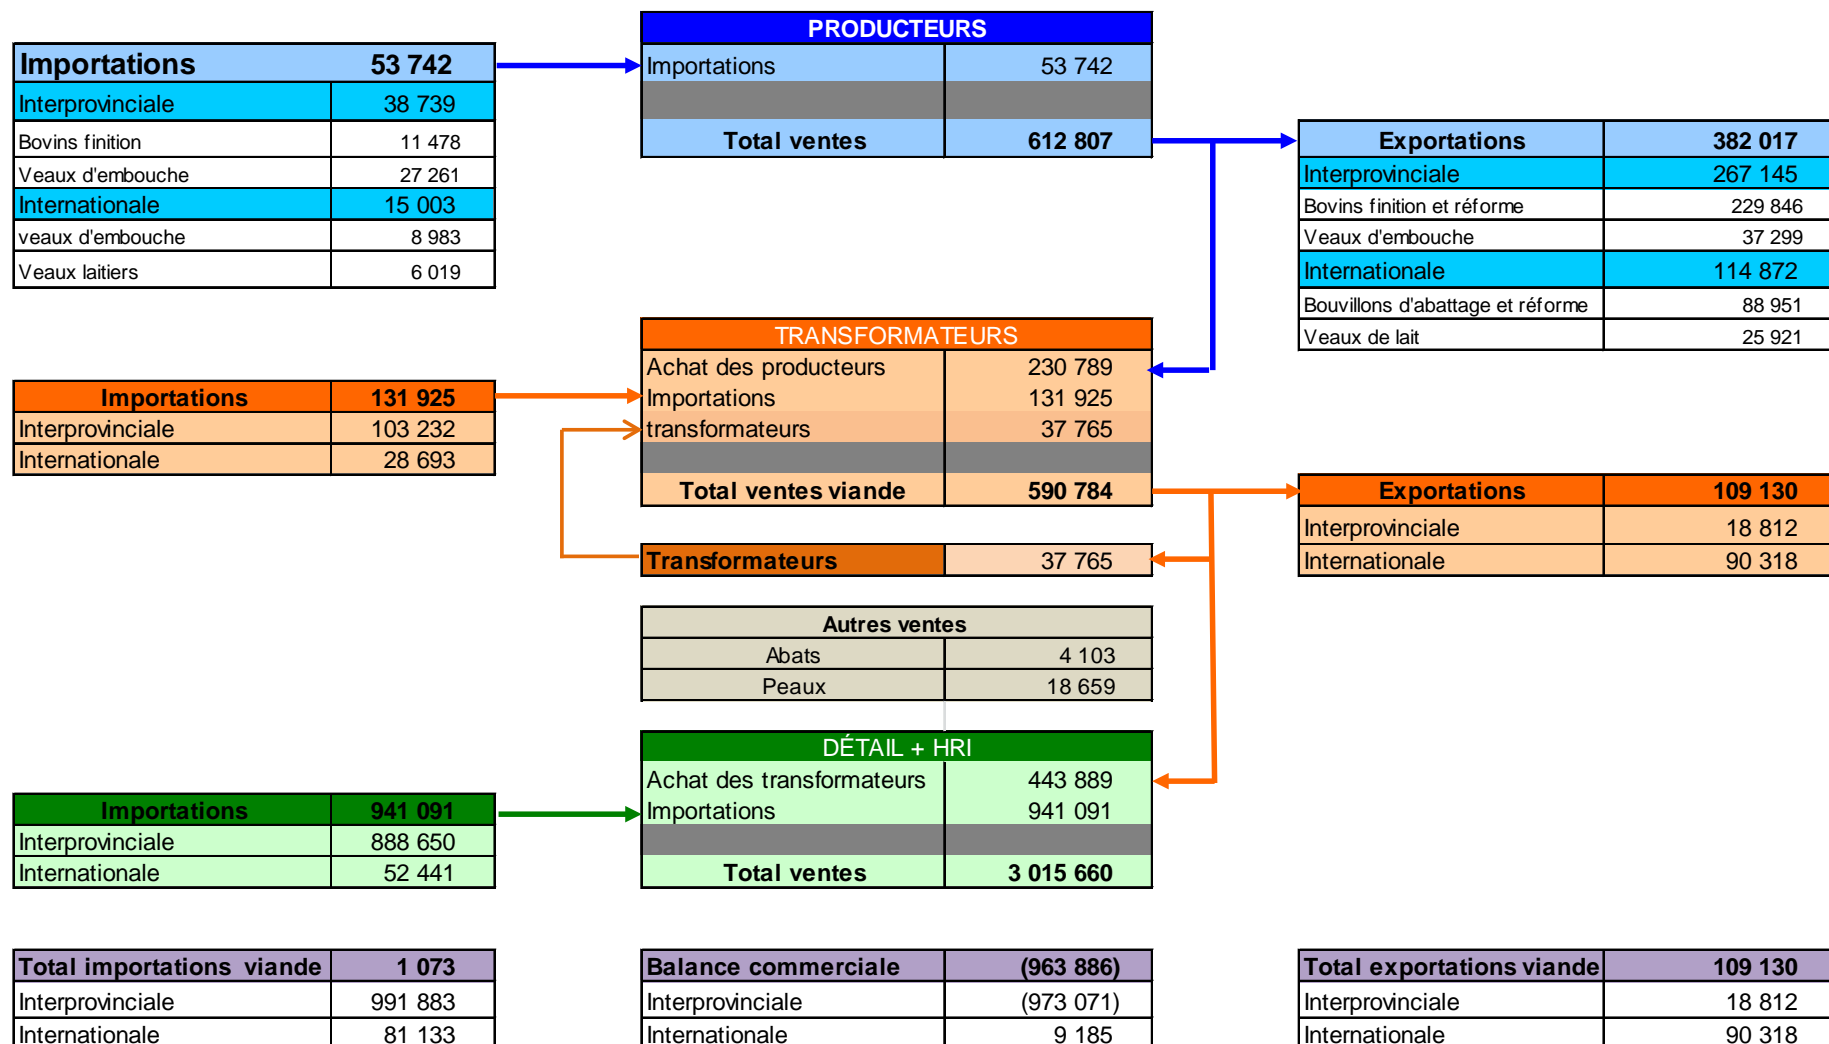 PRODUCTEURS
Importations 53 742
Interprovinciale 38 739
Bovins finition 11 478
Veaux d'embouche 27 261
Internationale 15 003
veaux d'embouche 8 983
Veaux laitiers 6 019
Importations 53 742
Total ventes 612 807
Exportations 382 017
Interprovinciale 267 145
Bovins finition et réforme 229 846
Veaux d'embouche 37 299
Internationale 114 872
Bouvillons d'abattage et réforme 88 951
Veaux de lait 25 921
TRANSFORMATEURS
Achat des producteurs 230 789
Importations 131 925
transformateurs 37 765
Total ventes viande 590 784
Importations 131 925
Interprovinciale 103 232
Internationale 28 693
Exportations 109 130
Interprovinciale 18 812
Internationale 90 318
Transformateurs 37 765
Autres ventes
Abats 4 103
Peaux 18 659
DÉTAIL + HRI
Achat des transformateurs 443 889
Importations 941 091
Total ventes 3 015 660
Importations 941 091
Interprovinciale 888 650
Internationale 52 441
Total importations viande 1 073
Interprovinciale 991 883
Internationale 81 133
Balance commerciale (963 886)
Interprovinciale (973 071)
Internationale 9 185
Total exportations viande 109 130
Interprovinciale 18 812
Internationale 90 318